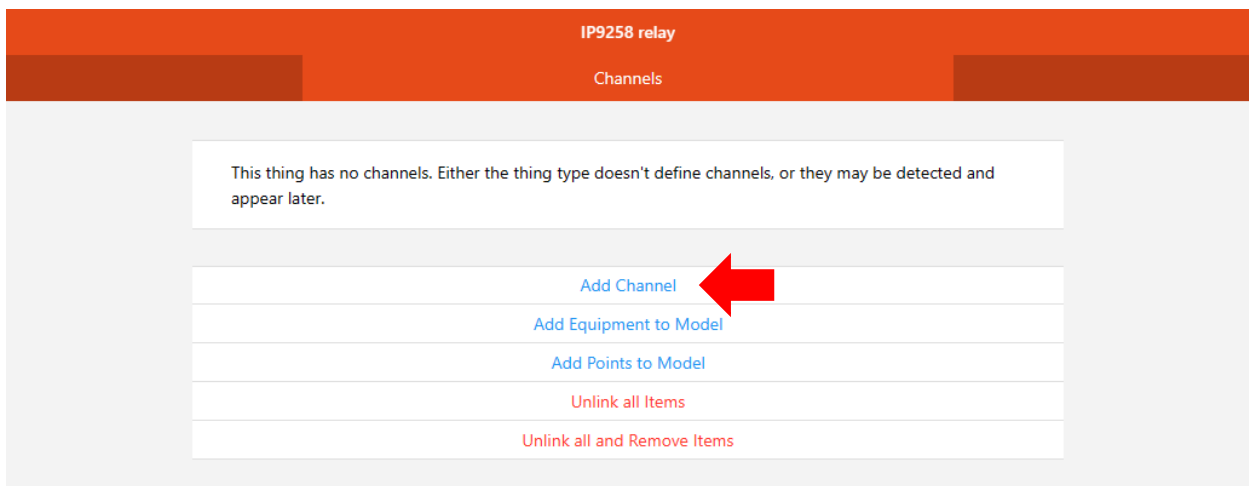 IP9258 relay
Channels
This thing has no channels. Either the thing type doesn't define channels, or they may be detected and
appear later.
Add Channel
Add Equipment to Model
Add Points to Model
Unlink all Items
Unlink all and Remove Items